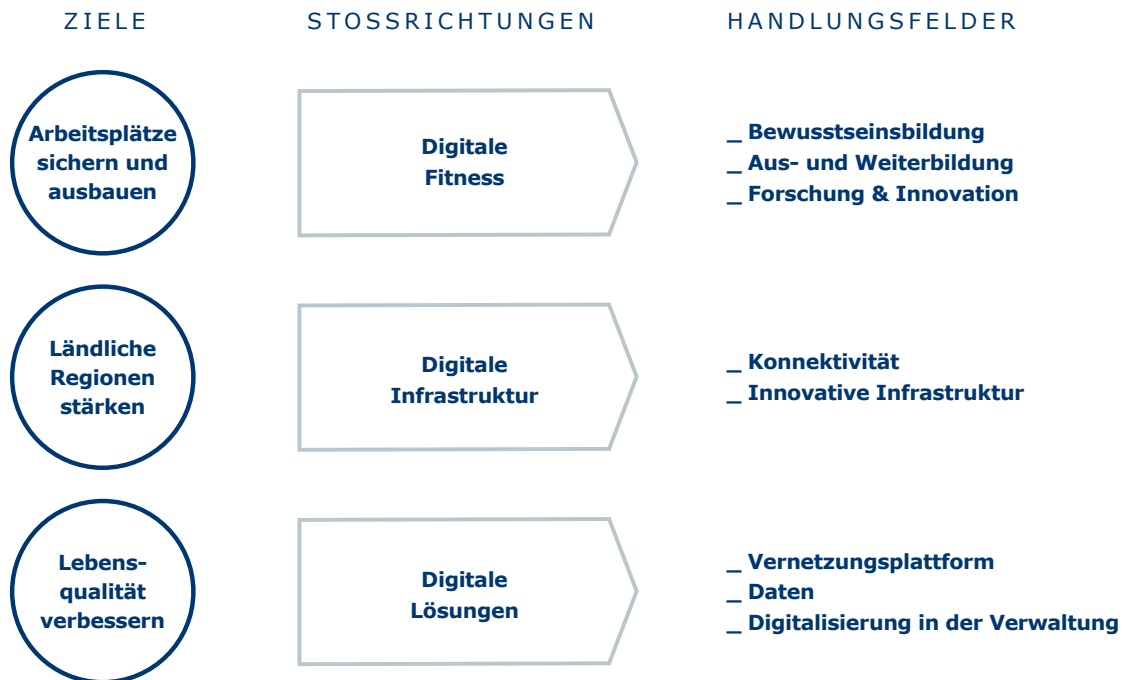 ZIELE
STOSSRICHTUNGEN
HANDLUNGSFELDER
Arbeitsplätze
sichern und
ausbauen
Digitale
Fitness
_ Bewusstseinsbildung
_ Aus- und Weiterbildung
_ Forschung & Innovation
Ländliche
Regionen
stärken
Digitale
Infrastruktur
_ Konnektivität
_ Innovative Infrastruktur
Lebens-
qualität
verbessern
Digitale
Lösungen
_ Vernetzungsplattform
_ Daten
_ Digitalisierung in der Verwaltung